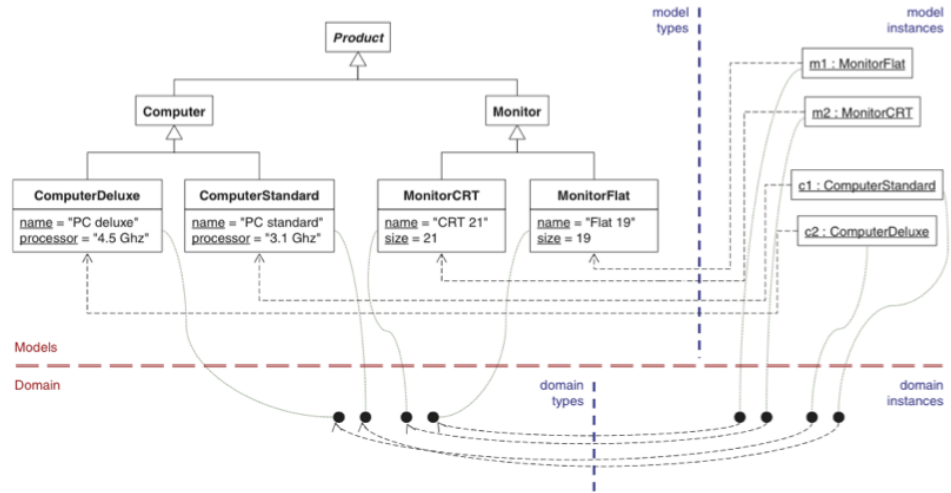 model
types
model
instances
Product
m1 : MonitorFlat
Computer
Monitor
m2 : MonitorCRT
ComputerDeluxe
name = "PC deluxe"
processor = "4.5 Ghz"
ComputerStandard
name = "PC standard"
processor = "3.1 Ghz"
MonitorCRT
name = "CRT 21"
size = 21
MonitorFlat
name = "Flat 19"
size = 19
c1 : ComputerStandard
c2 : ComputerDeluxe
Models
Domain
domain
types
domain
instances